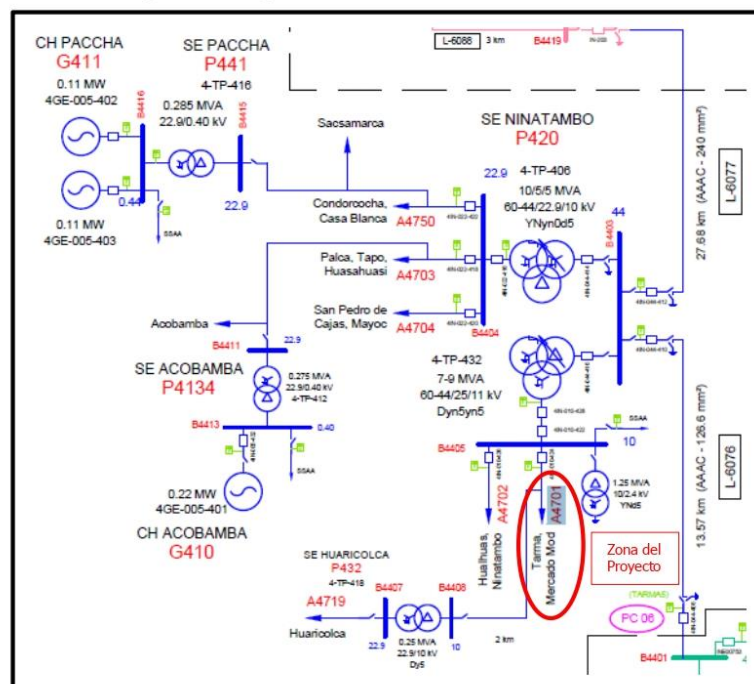 CH PACCHA
G411
0.11 MW
4GE-005-402
0.11 MW
4GE-005-403
B4416
0.44
SSAA
SE PACCHA
P441
4-TP-416
0.285 MVA
22.9/0.40 kV
B4415
22.9
Sacsamarca
L-6088
3 km
B4419
SE NINATAMBO
P420
22.9
4-TP-406
10/5/5 MVA
60-44/22.9/10 kV
YNyn0d5
Condorcocha,
Casa Blanca
A4750
Palca, Tapo,
Huasahuasi
A4703
San Pedro de
Cajas, Mayoc
A4704
B4404
B4403
44
27.68 km (AAAC - 240 mm²)
L-6077
Acobamba
B4411
22.9
SE ACOBAMBA
P4134
0.275 MVA
22.9/0.40 kV
4-TP-412
B4413
0.40
SSAA
0.22 MW
4GE-005-401
CH ACOBAMBA
G410
4-TP-432
7-9 MVA
60-44/25/11 kV
Dyn5yn5
B4405
SSAA
10
1.25 MVA
10/2.4 kV
YNd5
A4702
Hualhuas,
Ninatambo
A4701
Tarma,
Mercado Mod
13.57 km (AAAC - 126.6 mm²)
L-6076
Zona del
Proyecto
(TARMA5)
PC 06
B4401
SE HUARICOLCA
P432
4-TP-418
A4719
Huaricolca
B4407
22.9
0.25 MVA
22.9/10 kV
Dy5
B4408
10
2 km